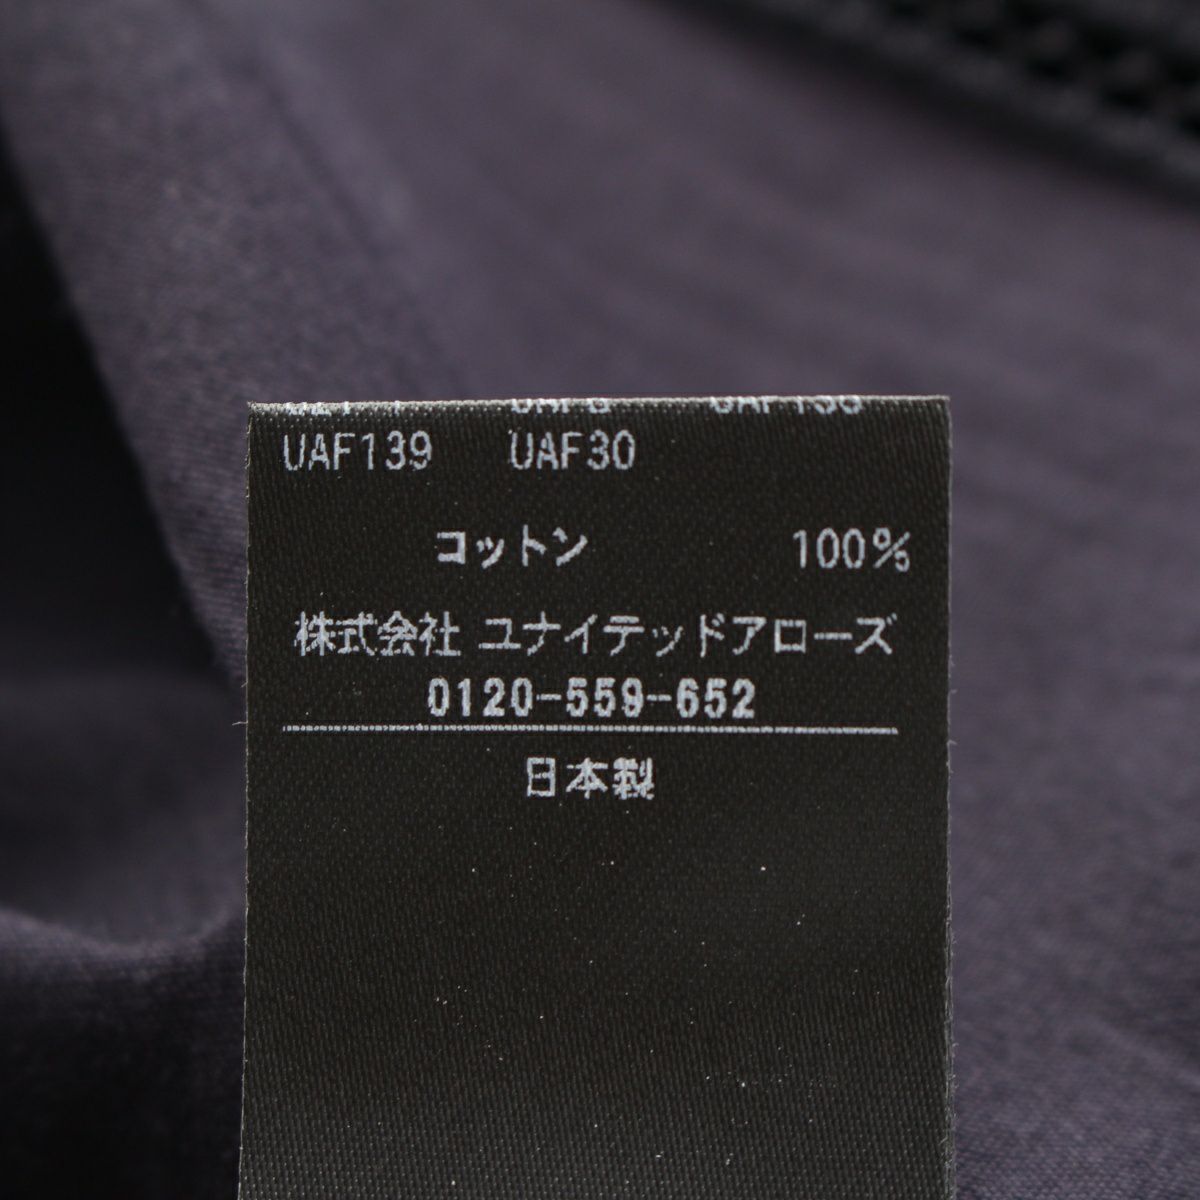 UAF139 UAF30
コットン 100%
株式会社 ユナイテッドアローズ
0120-559-652
日本製